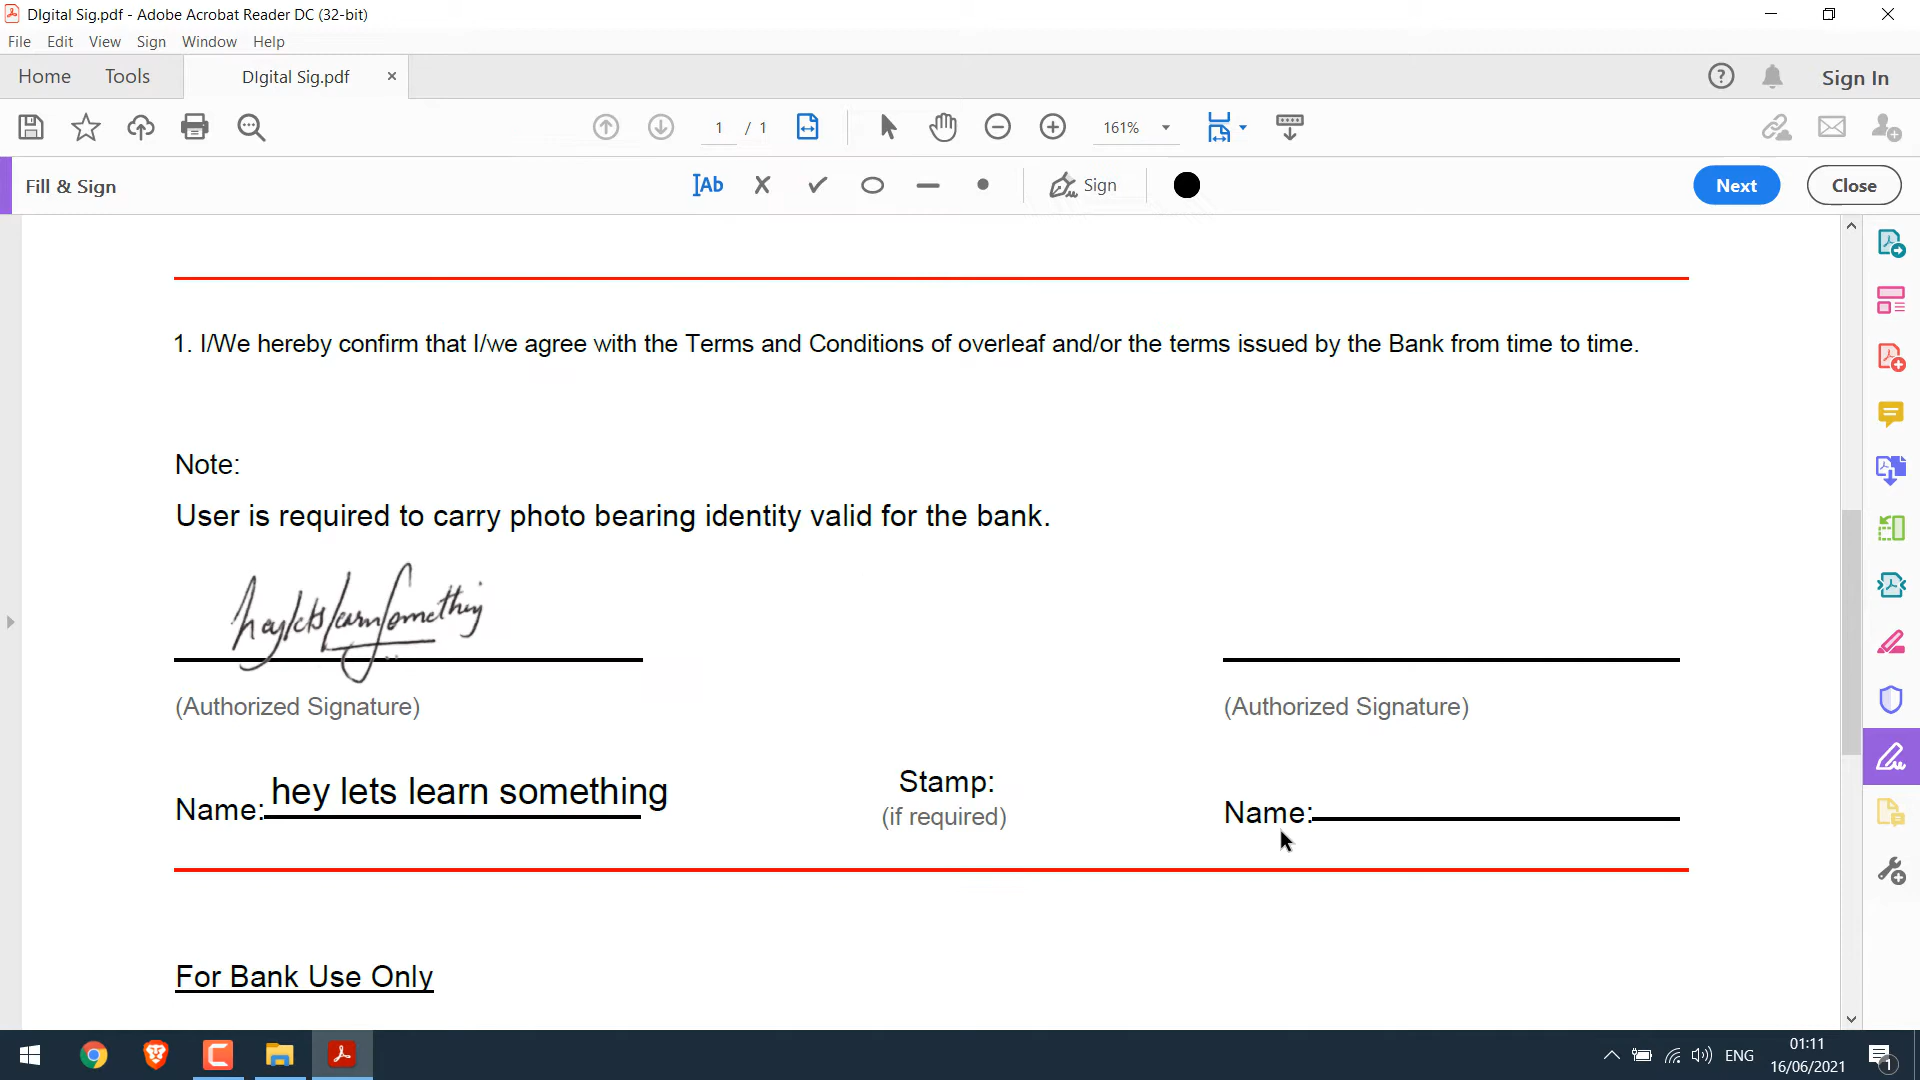 DIgital Sig.pdf - Adobe Acrobat Reader DC (32-bit)
File Edit View Sign Window Help
Home Tools DIgital Sig.pdf × Sign In
1 / 1 161%
Fill & Sign Ab Sign Next Close
1. I/We hereby confirm that I/we agree with the Terms and Conditions of overleaf and/or the terms issued by the Bank from time to time.
Note:
User is required to carry photo bearing identity valid for the bank.
heyletslearnsomething
(Authorized Signature) (Authorized Signature)
Name: hey lets learn something Stamp: Name:
(if required)
For Bank Use Only
ENG 01:11
16/06/2021 1